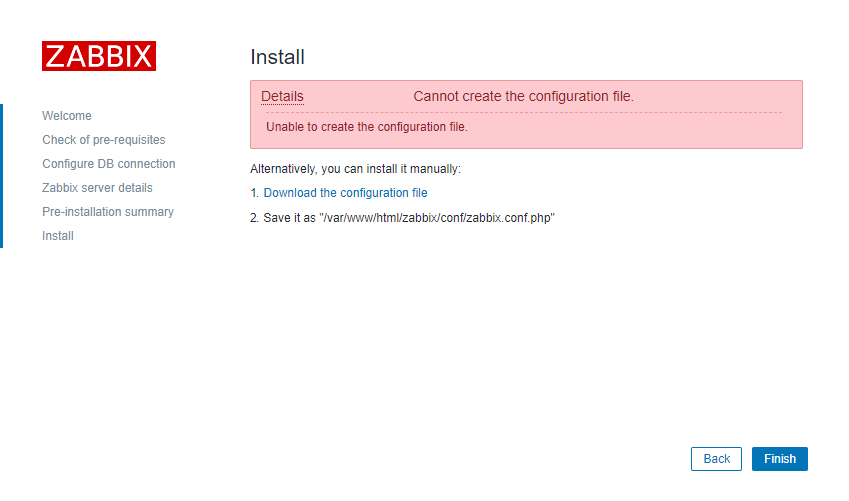 ZABBIX
Welcome
Check of pre-requisites
Configure DB connection
Zabbix server details
Pre-installation summary
Install
Install
Details Cannot create the configuration file.
Unable to create the configuration file.
Alternatively, you can install it manually:
1. Download the configuration file
2. Save it as "/var/www/html/zabbix/conf/zabbix.conf.php"
Back Finish